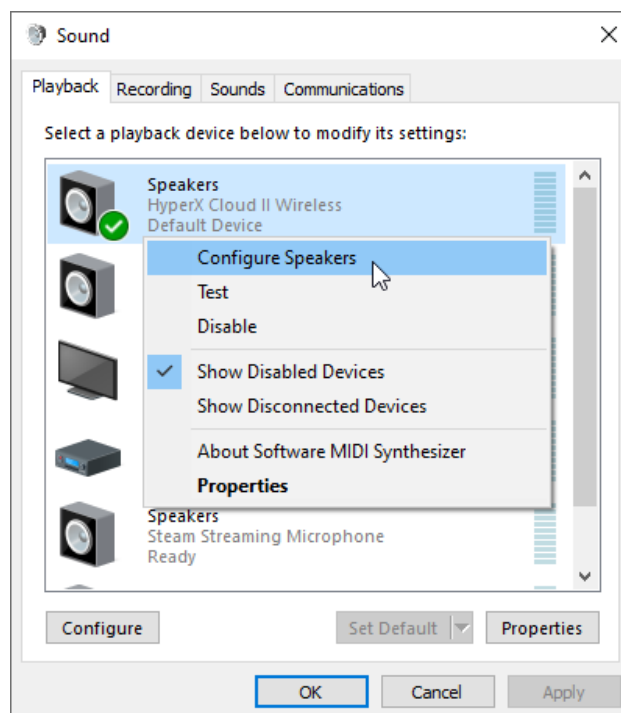 Sound
Playback Recording Sounds Communications
Select a playback device below to modify its settings:
Speakers
HyperX Cloud II Wireless
Default Device
Configure Speakers
Test
Disable
Show Disabled Devices
Show Disconnected Devices
About Software MIDI Synthesizer
Properties
Speakers
Steam Streaming Microphone
Ready
Configure Set Default Properties
OK Cancel Apply